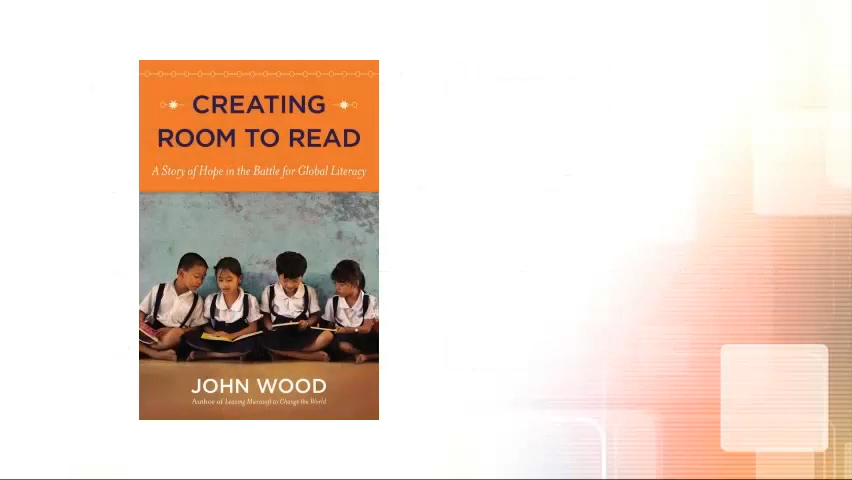 CREATING
ROOM TO READ
A Story of Hope in the Battle for Global Literacy
JOHN WOOD
Author of Leaving Microsoft to Change the World